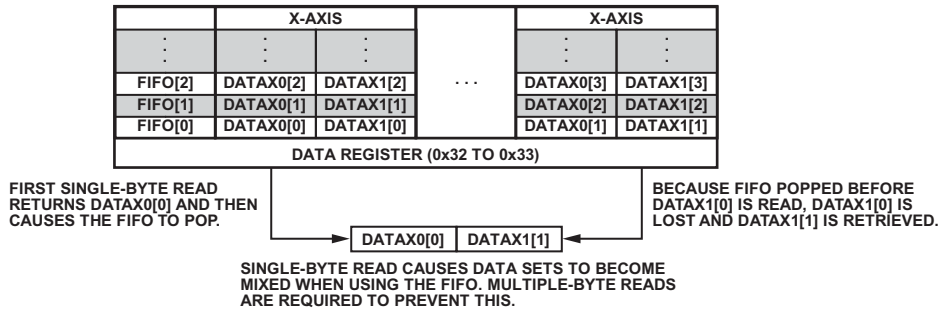 X-AXIS X-AXIS
FIFO[2] DATAX0[2] DATAX1[2] ... DATAX0[3] DATAX1[3]
FIFO[1] DATAX0[1] DATAX1[1] DATAX0[2] DATAX1[2]
FIFO[0] DATAX0[0] DATAX1[0] DATAX0[1] DATAX1[1]
DATA REGISTER (0x32 TO 0x33)
FIRST SINGLE-BYTE READ
RETURNS DATAX0[0] AND THEN
CAUSES THE FIFO TO POP.
BECAUSE FIFO POPPED BEFORE
DATAX1[0] IS READ, DATAX1[0] IS
LOST AND DATAX1[1] IS RETRIEVED.
DATAX0[0] DATAX1[1]
SINGLE-BYTE READ CAUSES DATA SETS TO BECOME
MIXED WHEN USING THE FIFO. MULTIPLE-BYTE READS
ARE REQUIRED TO PREVENT THIS.